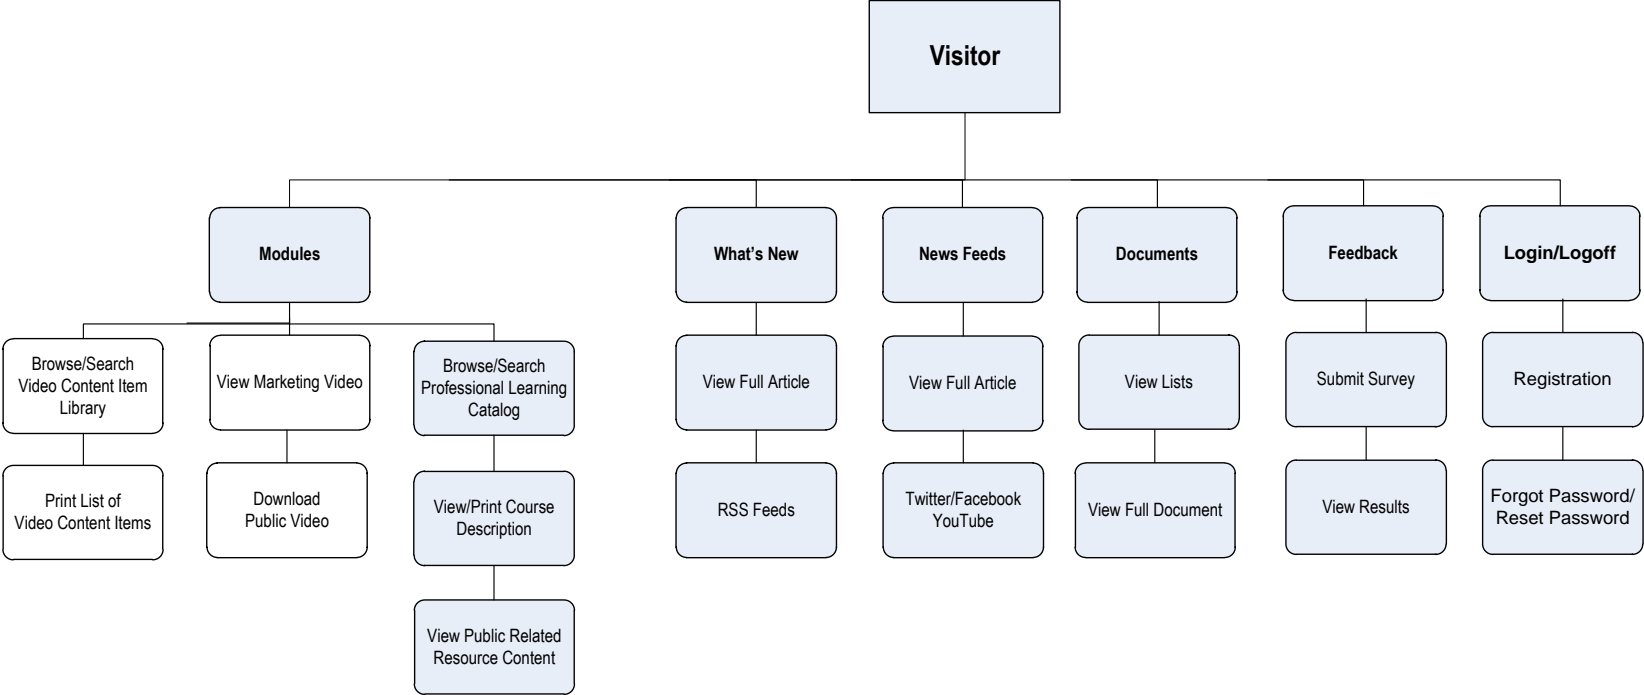 Visitor
Modules
What's New
News Feeds
Documents
Feedback
Login/Logoff
Browse/Search
Video Content Item
Library
View Marketing Video
Browse/Search
Professional Learning
Catalog
View Full Article
View Full Article
View Lists
Submit Survey
Registration
Print List of
Video Content Items
Download
Public Video
View/Print Course
Description
RSS Feeds
Twitter/Facebook
YouTube
View Full Document
View Results
Forgot Password/
Reset Password
View Public Related
Resource Content